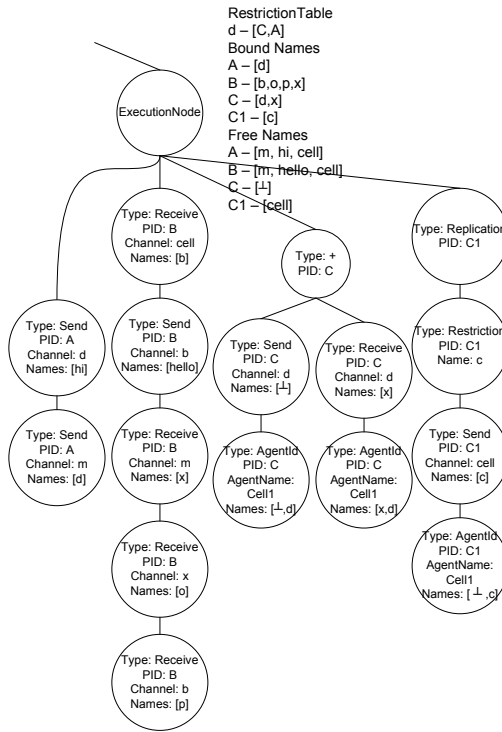 RestrictionTable
d – [C,A]
Bound Names
A – [d]
B – [b,o,p,x]
C – [d,x]
C1 – [c]
Free Names
A – [m, hi, cell]
B – [m, hello, cell]
C – [⊥]
C1 – [cell]
ExecutionNode
Type: Send
PID: A
Channel: d
Names: [hi]
Type: Send
PID: A
Channel: m
Names: [d]
Type: Receive
PID: B
Channel: cell
Names: [b]
Type: Send
PID: B
Channel: b
Names: [hello]
Type: Receive
PID: B
Channel: m
Names: [x]
Type: Receive
PID: B
Channel: x
Names: [o]
Type: Receive
PID: B
Channel: b
Names: [p]
Type: +
PID: C
Type: Send
PID: C
Channel: d
Names: [⊥]
Type: AgentId
PID: C
AgentName:
Cell1
Names: [⊥,d]
Type: Receive
PID: C
Channel: d
Names: [x]
Type: AgentId
PID: C
AgentName:
Cell1
Names: [x,d]
Type: Replication
PID: C1
Type: Restriction
PID: C1
Name: c
Type: Send
PID: C1
Channel: cell
Names: [c]
Type: AgentId
PID: C1
AgentName:
Cell1
Names: [ ⊥ ,c]